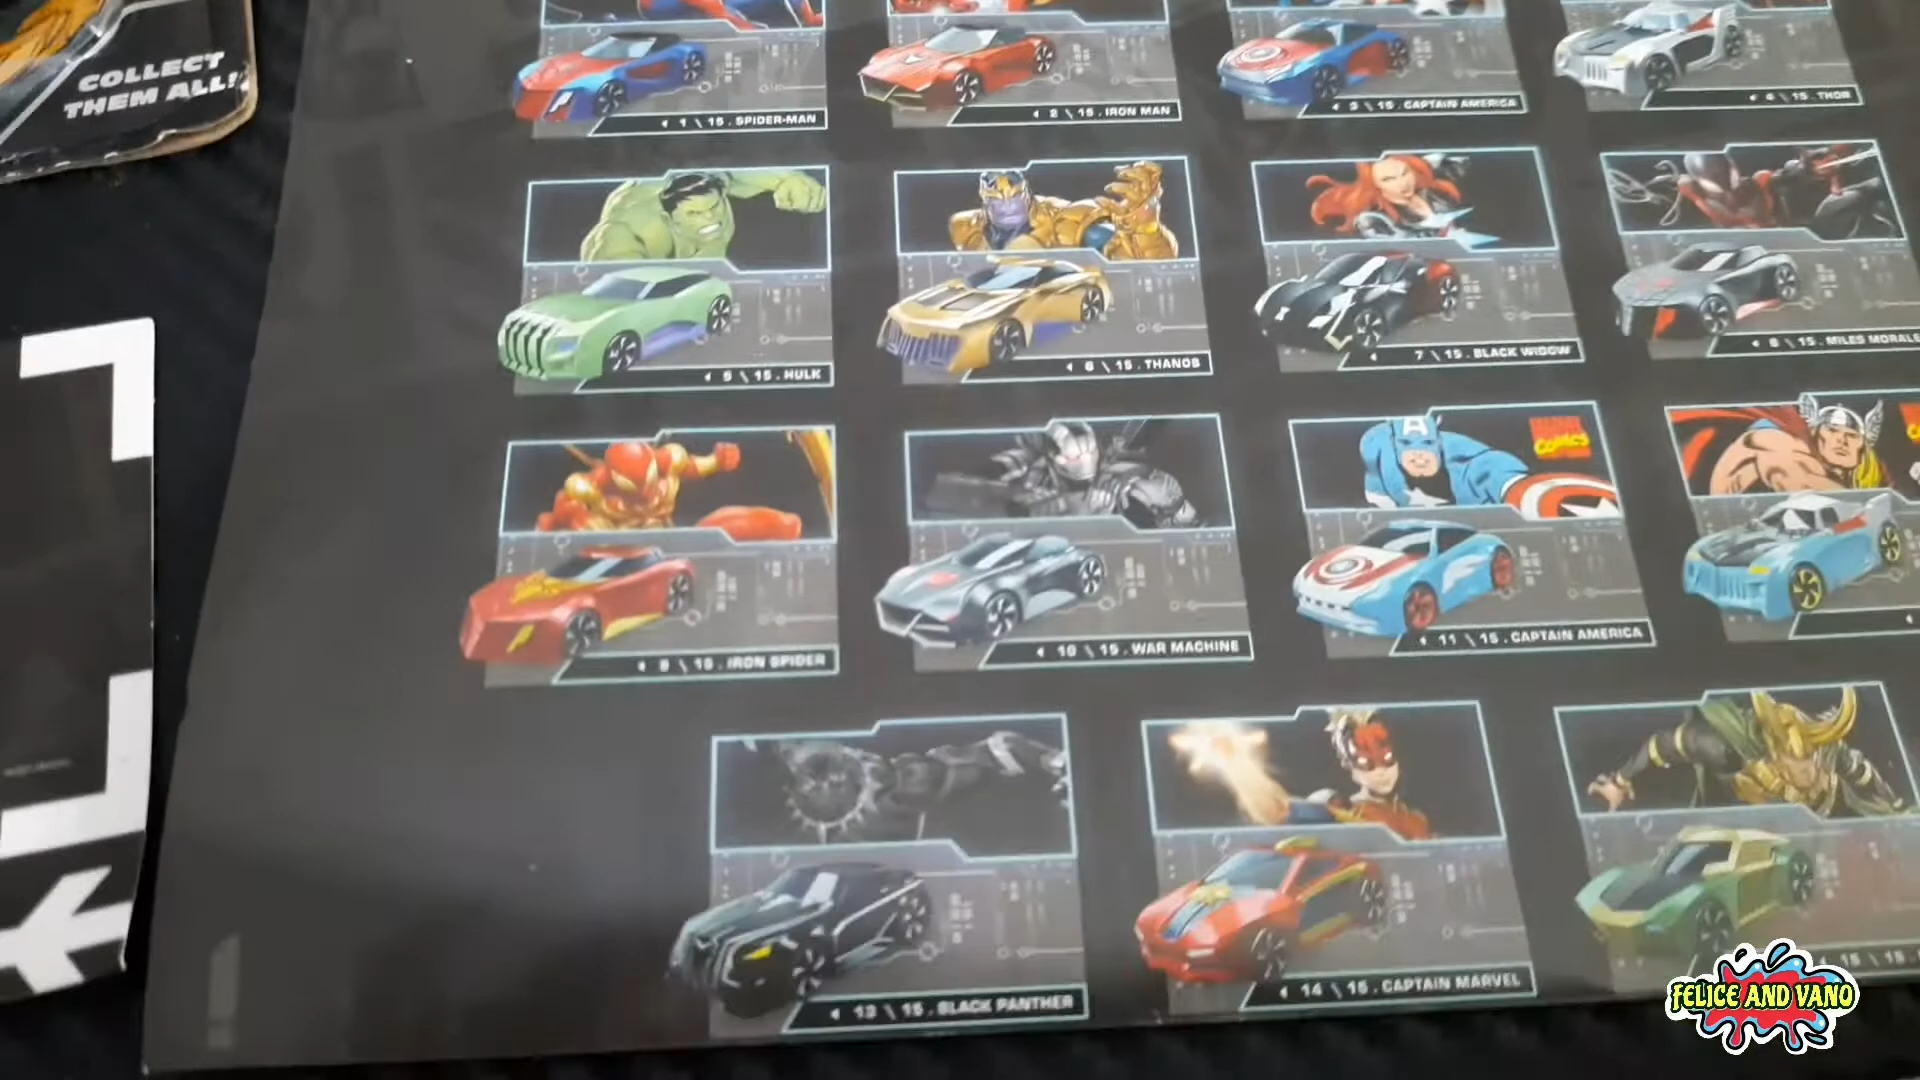 COLLECT
THEM ALL!
1 \ 15 . SPIDER-MAN
2 \ 15 . IRON MAN
3 \ 15 . CAPTAIN AMERICA
4 \ 15 . THOR
5 \ 15 . HULK
6 \ 15 . THANOS
7 \ 15 . BLACK WIDOW
8 \ 15 . MILES MORALE
MARVEL
COMICS
9 \ 15 . IRON SPIDER
10 \ 15 . WAR MACHINE
11 \ 15 . CAPTAIN AMERICA
13 \ 15 . BLACK PANTHER
14 \ 15 . CAPTAIN MARVEL
15 \ 15 .
FELICE AND VANO